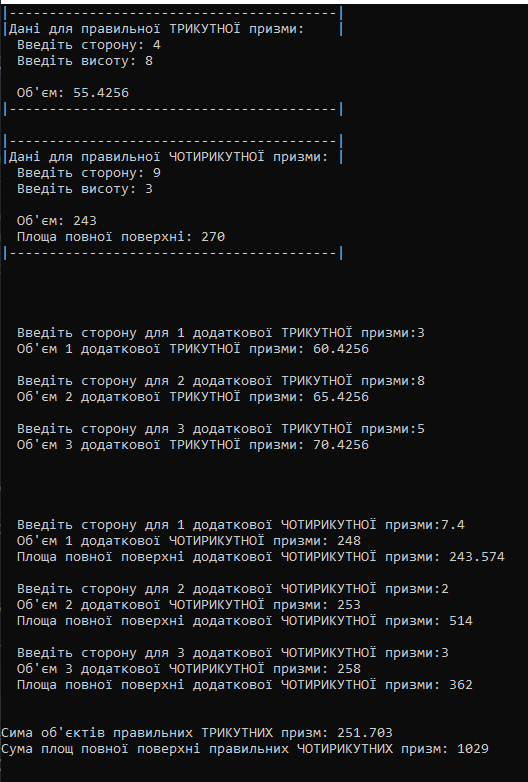 |-----------------------------------------|
|Дані для правильної ТРИКУТНОЇ призми:    |
Введіть сторону: 4
Введіть висоту: 8
Об'єм: 55.4256
|-----------------------------------------|
|-----------------------------------------|
|Дані для правильної ЧОТИРИКУТНОЇ призми: |
Введіть сторону: 9
Введіть висоту: 3
Об'єм: 243
Площа повної поверхні: 270
|-----------------------------------------|
Введіть сторону для 1 додаткової ТРИКУТНОЇ призми:3
Об'єм 1 додаткової ТРИКУТНОЇ призми: 60.4256
Введіть сторону для 2 додаткової ТРИКУТНОЇ призми:8
Об'єм 2 додаткової ТРИКУТНОЇ призми: 65.4256
Введіть сторону для 3 додаткової ТРИКУТНОЇ призми:5
Об'єм 3 додаткової ТРИКУТНОЇ призми: 70.4256
Введіть сторону для 1 додаткової ЧОТИРИКУТНОЇ призми:7.4
Об'єм 1 додаткової ЧОТИРИКУТНОЇ призми: 248
Площа повної поверхні додаткової ЧОТИРИКУТНОЇ призми: 243.574
Введіть сторону для 2 додаткової ЧОТИРИКУТНОЇ призми:2
Об'єм 2 додаткової ЧОТИРИКУТНОЇ призми: 253
Площа повної поверхні додаткової ЧОТИРИКУТНОЇ призми: 514
Введіть сторону для 3 додаткової ЧОТИРИКУТНОЇ призми:3
Об'єм 3 додаткової ЧОТИРИКУТНОЇ призми: 258
Площа повної поверхні додаткової ЧОТИРИКУТНОЇ призми: 362
Сима об'єктів правильних ТРИКУТНИХ призм: 251.703
Сума площ повної поверхні правильних ЧОТИРИКУТНИХ призм: 1029